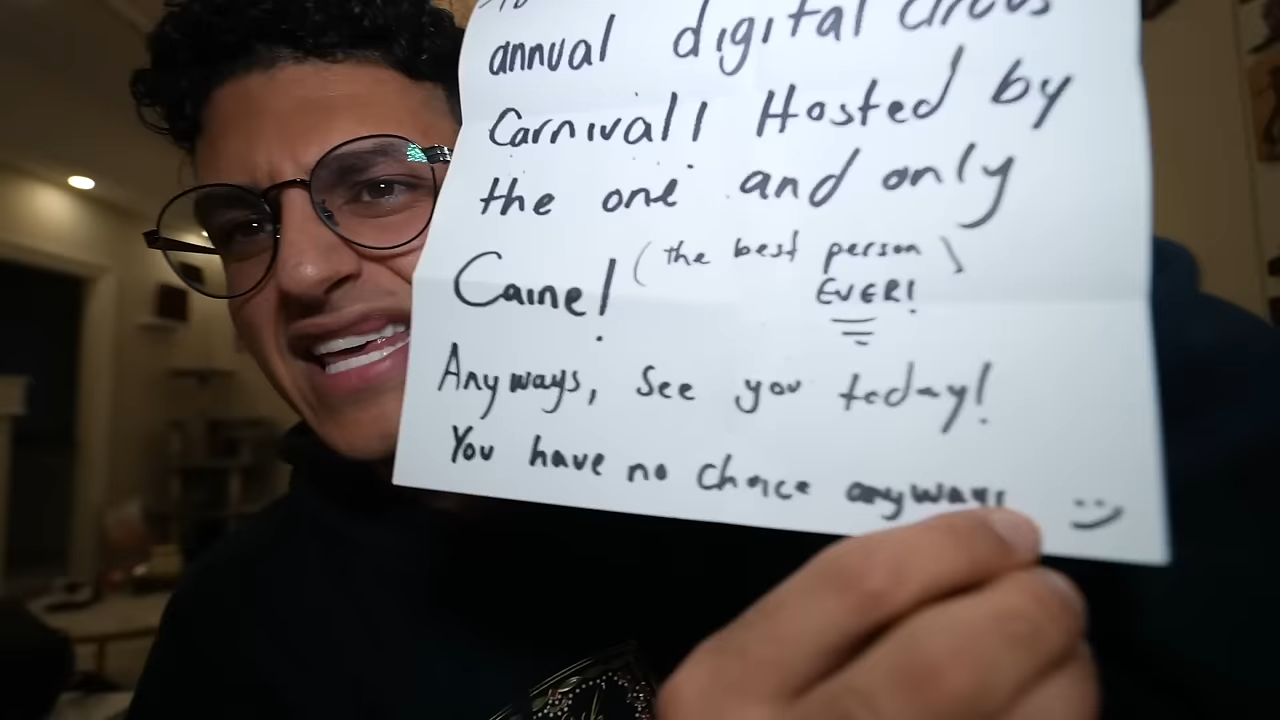 annual digital circus
Carnival! Hosted by
the one and only
Caine! (the best person
EVER!)
Anyways, see you today!
You have no choice anyways :)